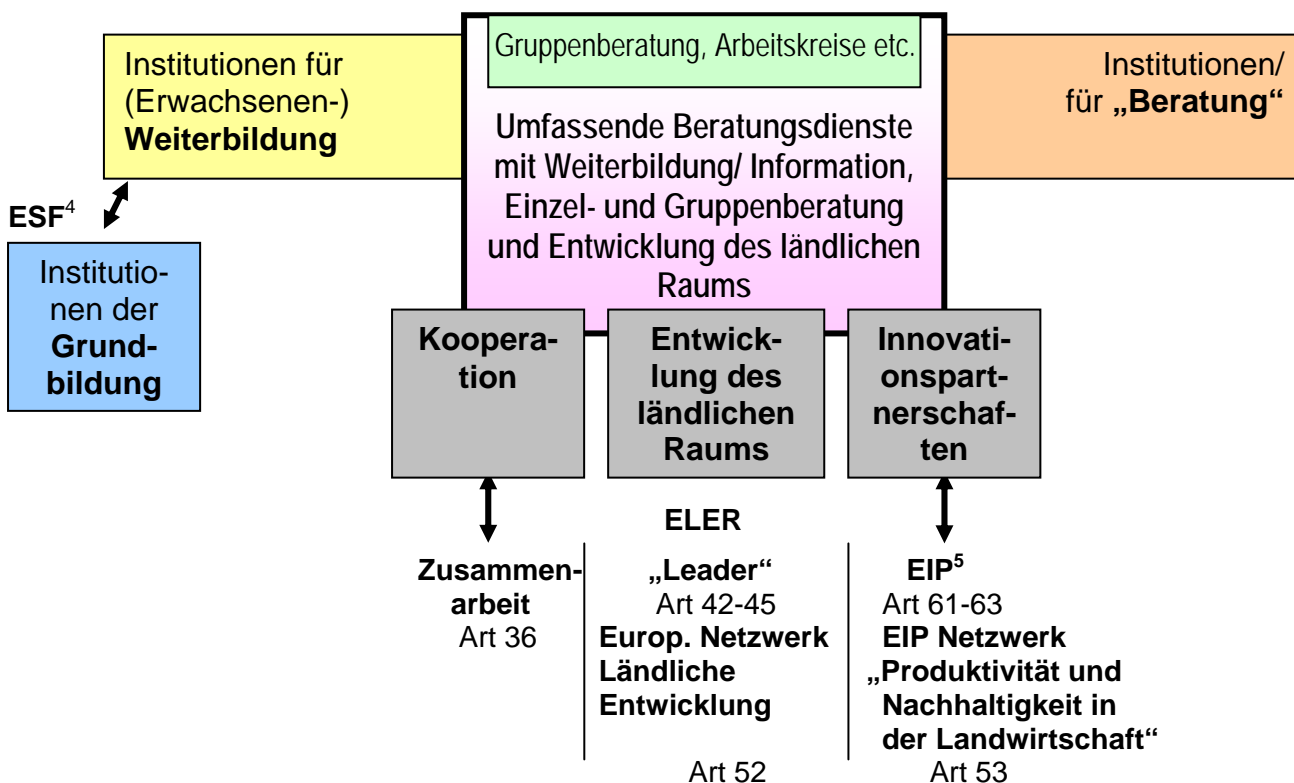 Gruppenberatung, Arbeitskreise etc.
Institutionen für
(Erwachsenen-)
Weiterbildung
Institutionen/
für „Beratung“
Umfassende Beratungsdienste
mit Weiterbildung/ Information,
Einzel- und Gruppenberatung
und Entwicklung des ländlichen
Raums
ESF⁴
Institutio-
nen der
Grund-
bildung
Koopera-
tion
Entwick-
lung des
ländlichen
Raums
Innovati-
onspart-
nerschaf-
ten
ELER
Zusammen-
arbeit
Art 36
„Leader“
Art 42-45
Europ. Netzwerk
Ländliche
Entwicklung
Art 52
EIP⁵
Art 61-63
EIP Netzwerk
„Produktivität und
Nachhaltigkeit in
der Landwirtschaft“
Art 53